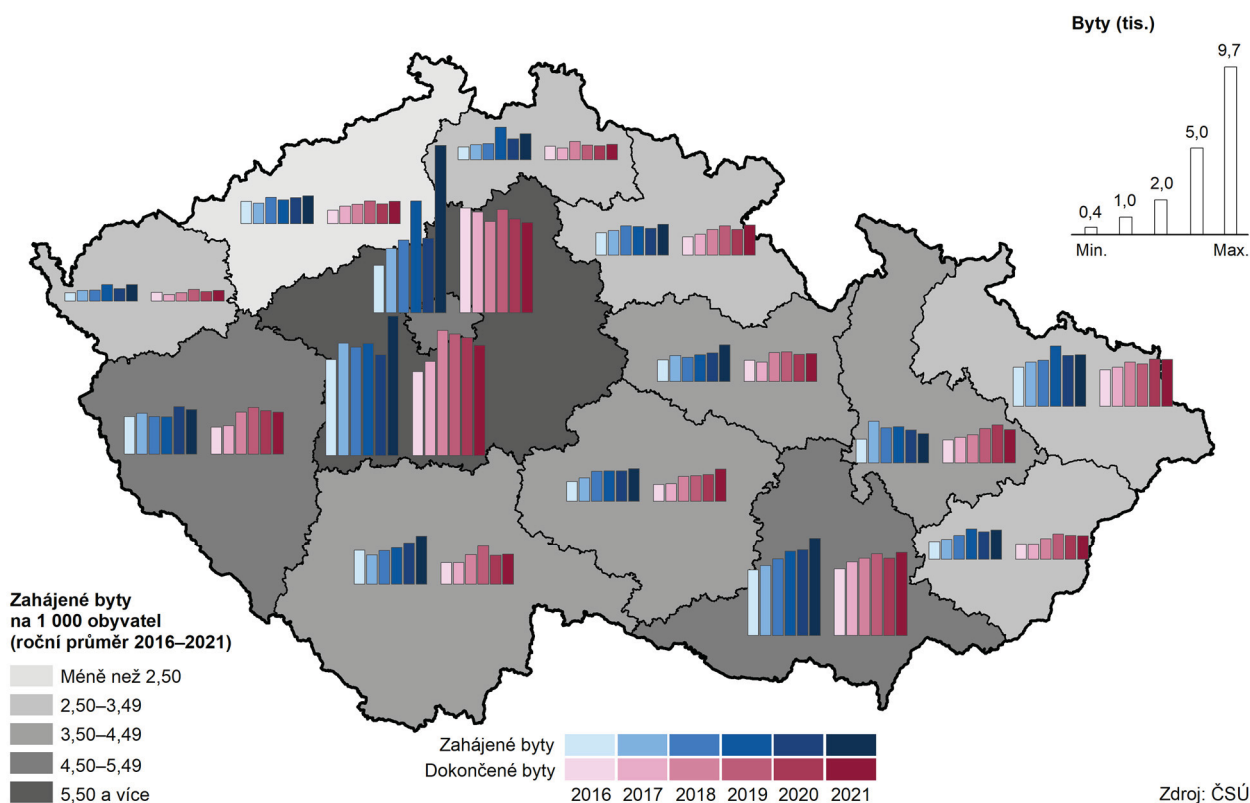 Byty (tis.)
9,7
5,0
2,0
1,0
0,4
Min.
Max.
Zahájené byty
na 1 000 obyvatel
(roční průměr 2016–2021)
Méně než 2,50
2,50–3,49
3,50–4,49
4,50–5,49
5,50 a více
Zahájené byty
Dokončené byty
2016 2017 2018 2019 2020 2021
Zdroj: ČSÚ